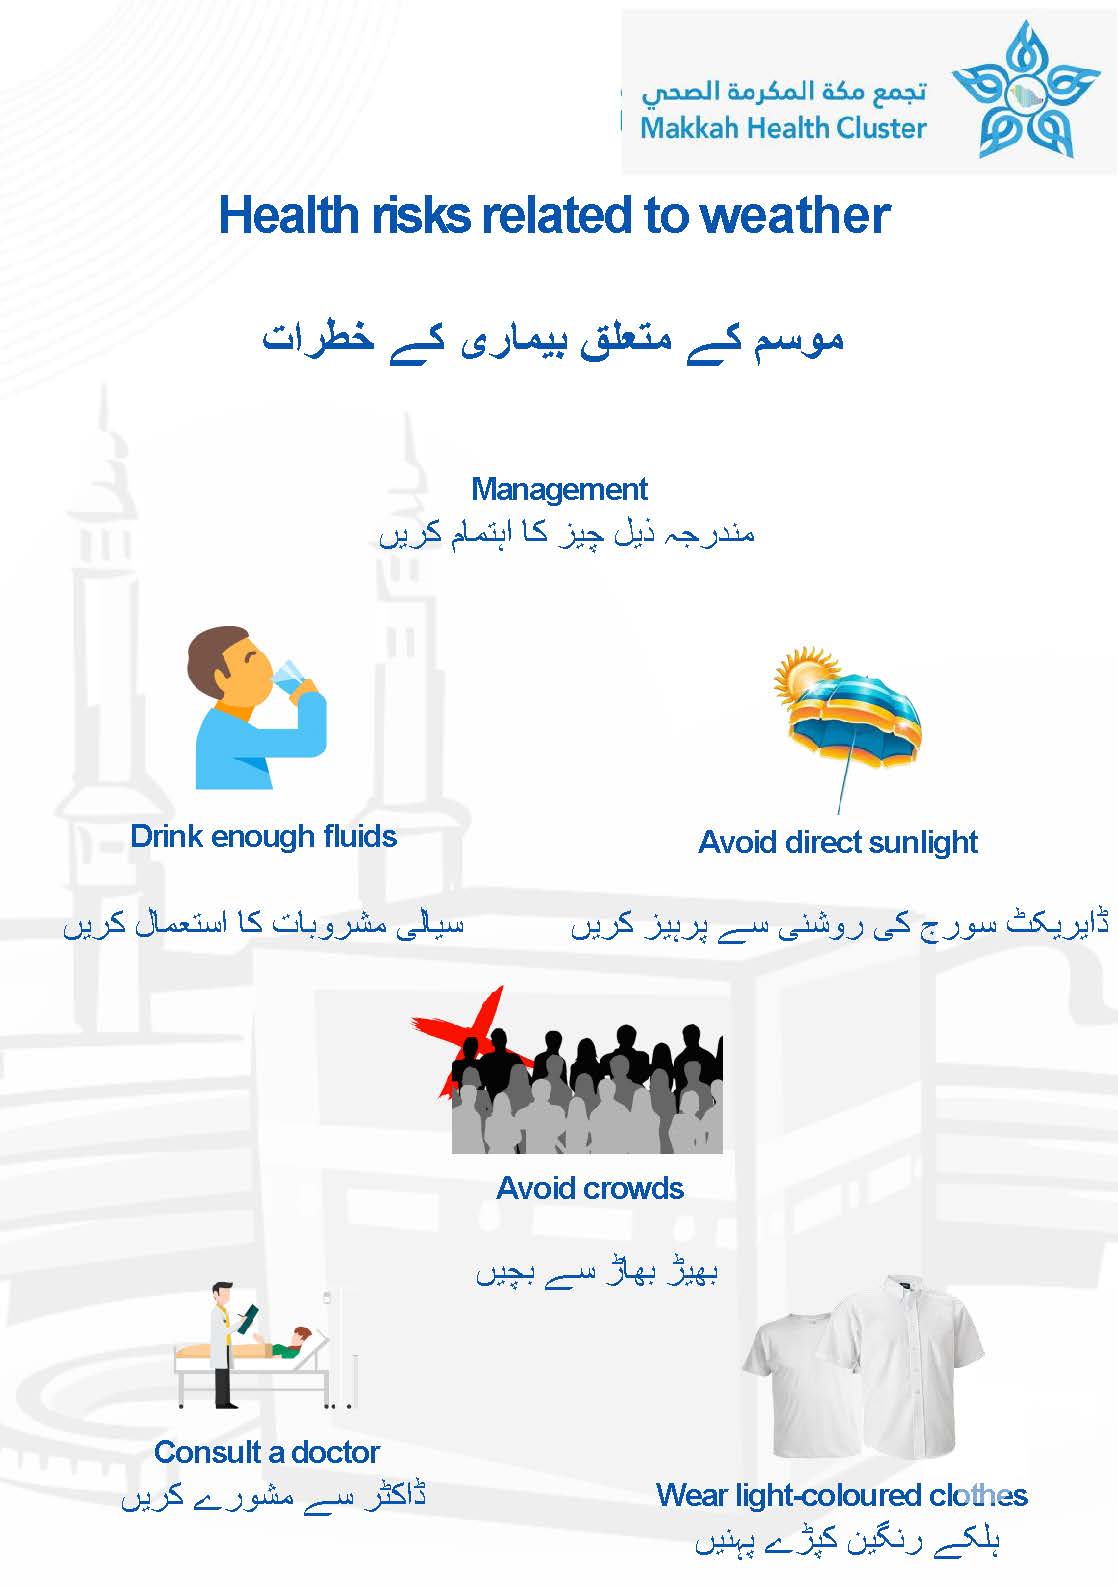 تجمع مكة المكرمة الصحي
Makkah Health Cluster
Health risks related to weather
موسم کے متعلق بیماری کے خطرات
Management
مندرجہ ذیل چیز کا اہتمام کریں
Drink enough fluids
Avoid direct sunlight
سیالی مشروبات کا استعمال کریں
ڈایریکٹ سورج کی روشنی سے پرہیز کریں
Avoid crowds
بھیڑ بھاڑ سے بچیں
Consult a doctor
ڈاکٹر سے مشورے کریں
Wear light-coloured clothes
ہلکے رنگین کپڑے پہنیں